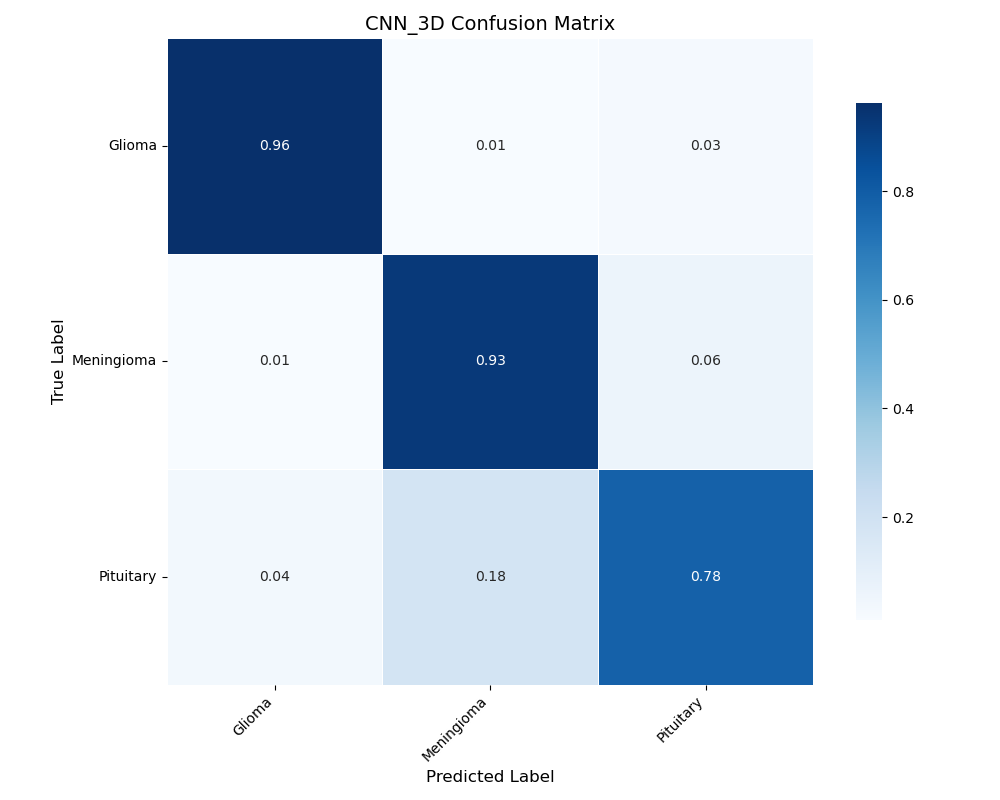 CNN_3D Confusion Matrix
True Label
Glioma
0.96
0.01
0.03
Meningioma
0.01
0.93
0.06
Pituitary
0.04
0.18
0.78
Glioma
Meningioma
Pituitary
Predicted Label
0.8
0.6
0.4
0.2